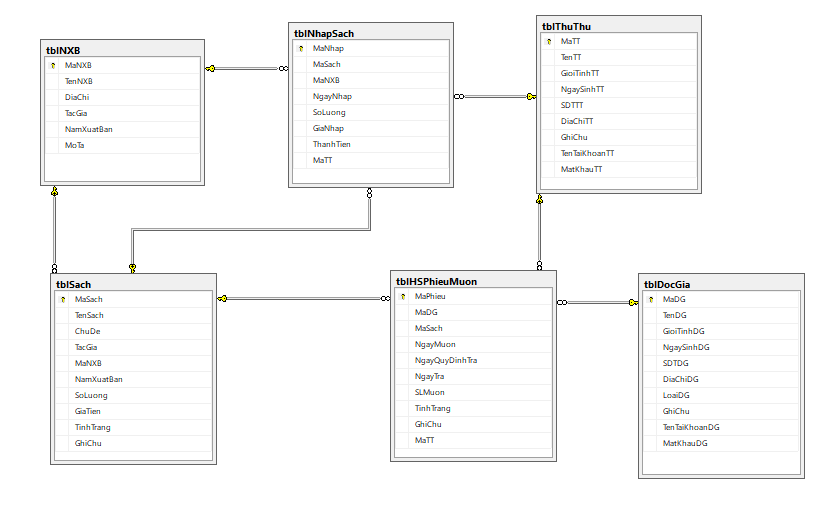 tblNXB
MaNXB
TenNXB
DiaChi
TacGia
NamXuatBan
MoTa
tblNhapSach
MaNhap
MaSach
MaNXB
NgayNhap
SoLuong
GiaNhap
ThanhTien
MaTT
tblThuThu
MaTT
TenTT
GioiTinhTT
NgaySinhTT
SDTTT
DiaChiTT
GhiChu
TenTaiKhoanTT
MatKhauTT
tblSach
MaSach
TenSach
ChuDe
TacGia
MaNXB
NamXuatBan
SoLuong
GiaTien
TinhTrang
GhiChu
tblHSPhieuMuon
MaPhieu
MaDG
MaSach
NgayMuon
NgayQuyDinhTra
NgayTra
SLMuon
TinhTrang
GhiChu
MaTT
tblDocGia
MaDG
TenDG
GioiTinhDG
NgaySinhDG
SDTDG
DiaChiDG
LoaiDG
GhiChu
TenTaiKhoanDG
MatKhauDG